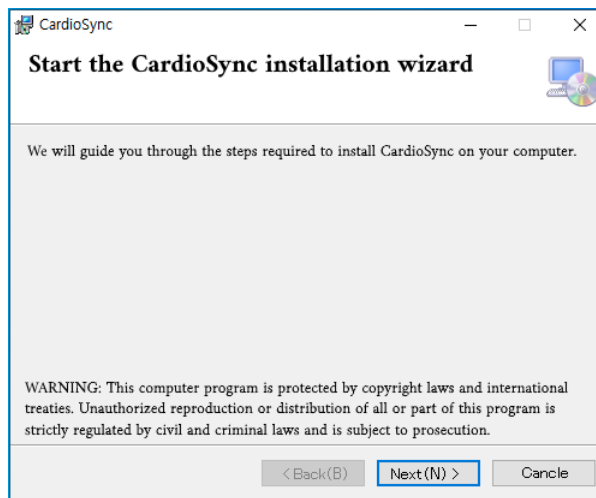 CardioSync
Start the CardioSync installation wizard
We will guide you through the steps required to install CardioSync on your computer.
WARNING: This computer program is protected by copyright laws and international
treaties. Unauthorized reproduction or distribution of all or part of this program is
strictly regulated by civil and criminal laws and is subject to prosecution.
<Back(B) Next(N) > Cancle